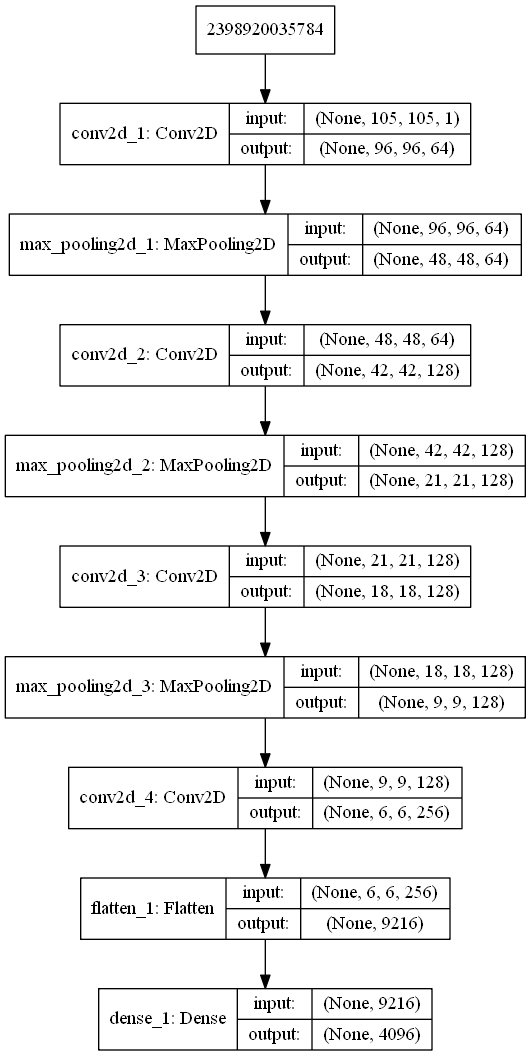 2398920035784
conv2d_1: Conv2D
input:
(None, 105, 105, 1)
output:
(None, 96, 96, 64)
max_pooling2d_1: MaxPooling2D
input:
(None, 96, 96, 64)
output:
(None, 48, 48, 64)
conv2d_2: Conv2D
input:
(None, 48, 48, 64)
output:
(None, 42, 42, 128)
max_pooling2d_2: MaxPooling2D
input:
(None, 42, 42, 128)
output:
(None, 21, 21, 128)
conv2d_3: Conv2D
input:
(None, 21, 21, 128)
output:
(None, 18, 18, 128)
max_pooling2d_3: MaxPooling2D
input:
(None, 18, 18, 128)
output:
(None, 9, 9, 128)
conv2d_4: Conv2D
input:
(None, 9, 9, 128)
output:
(None, 6, 6, 256)
flatten_1: Flatten
input:
(None, 6, 6, 256)
output:
(None, 9216)
dense_1: Dense
input:
(None, 9216)
output:
(None, 4096)